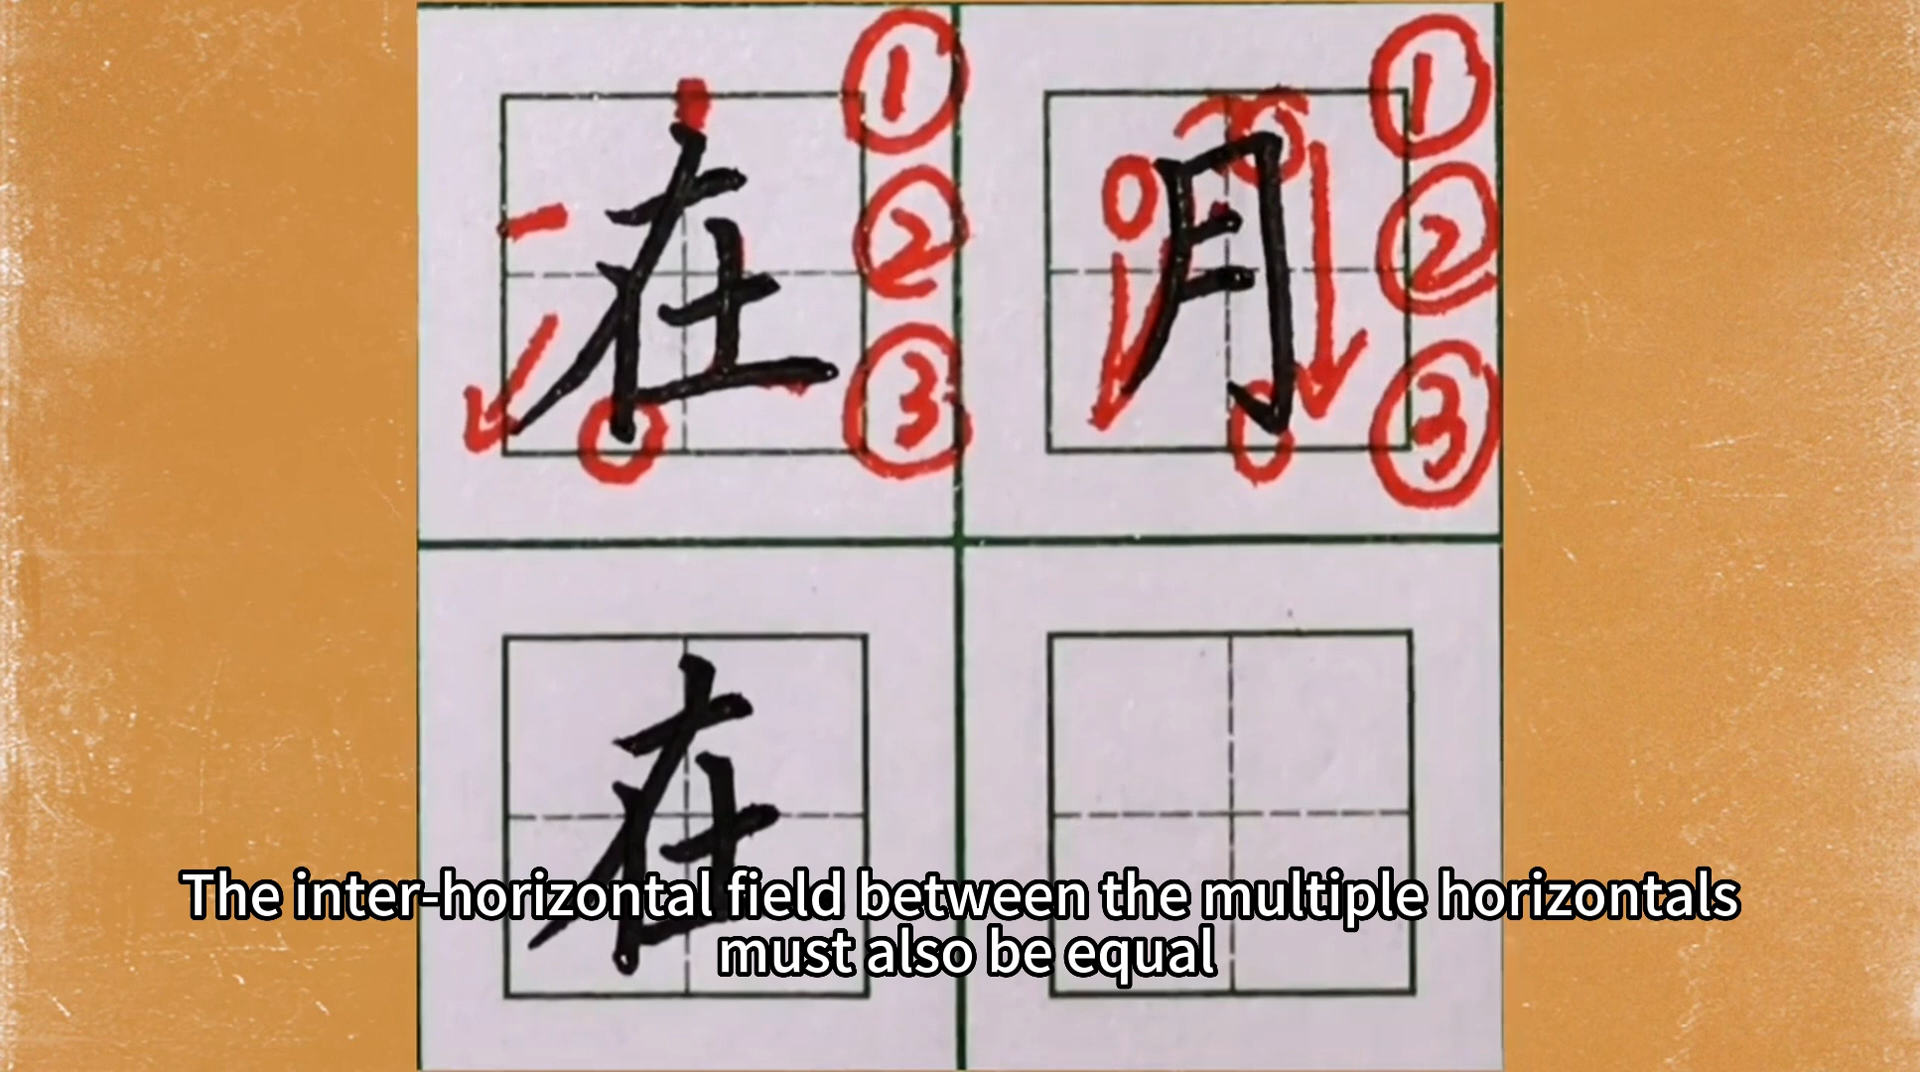 在 ① 月 ①
②  ②
③  ③
在
The inter-horizontal field between the multiple horizontals
must also be equal